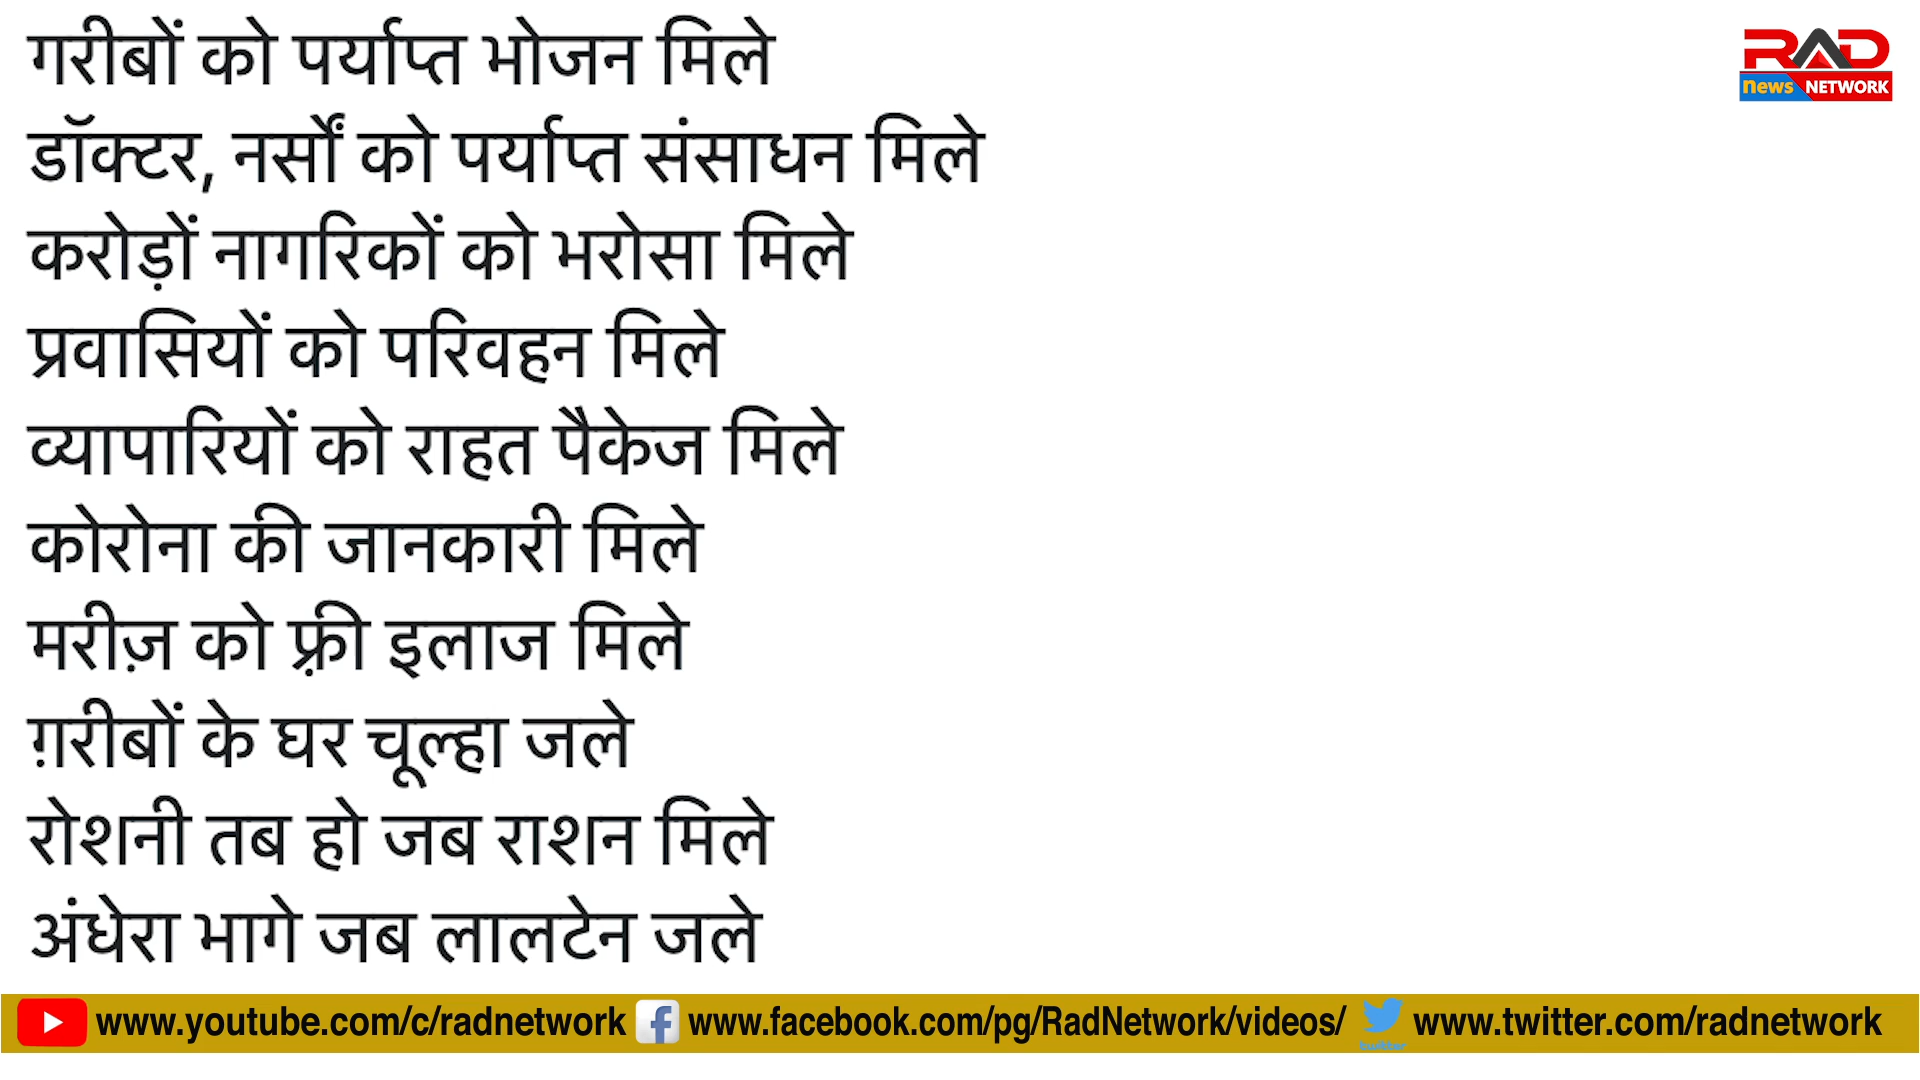 गरीबों को पर्याप्त भोजन मिले
डॉक्टर, नर्सों को पर्याप्त संसाधन मिले
करोड़ों नागरिकों को भरोसा मिले
प्रवासियों को परिवहन मिले
व्यापारियों को राहत पैकेज मिले
कोरोना की जानकारी मिले
मरीज़ को फ़्री इलाज मिले
ग़रीबों के घर चूल्हा जले
रोशनी तब हो जब राशन मिले
अंधेरा भागे जब लालटेन जले
RAD
news NETWORK
www.youtube.com/c/radnetwork f www.facebook.com/pg/RadNetwork/videos/ twitter www.twitter.com/radnetwork